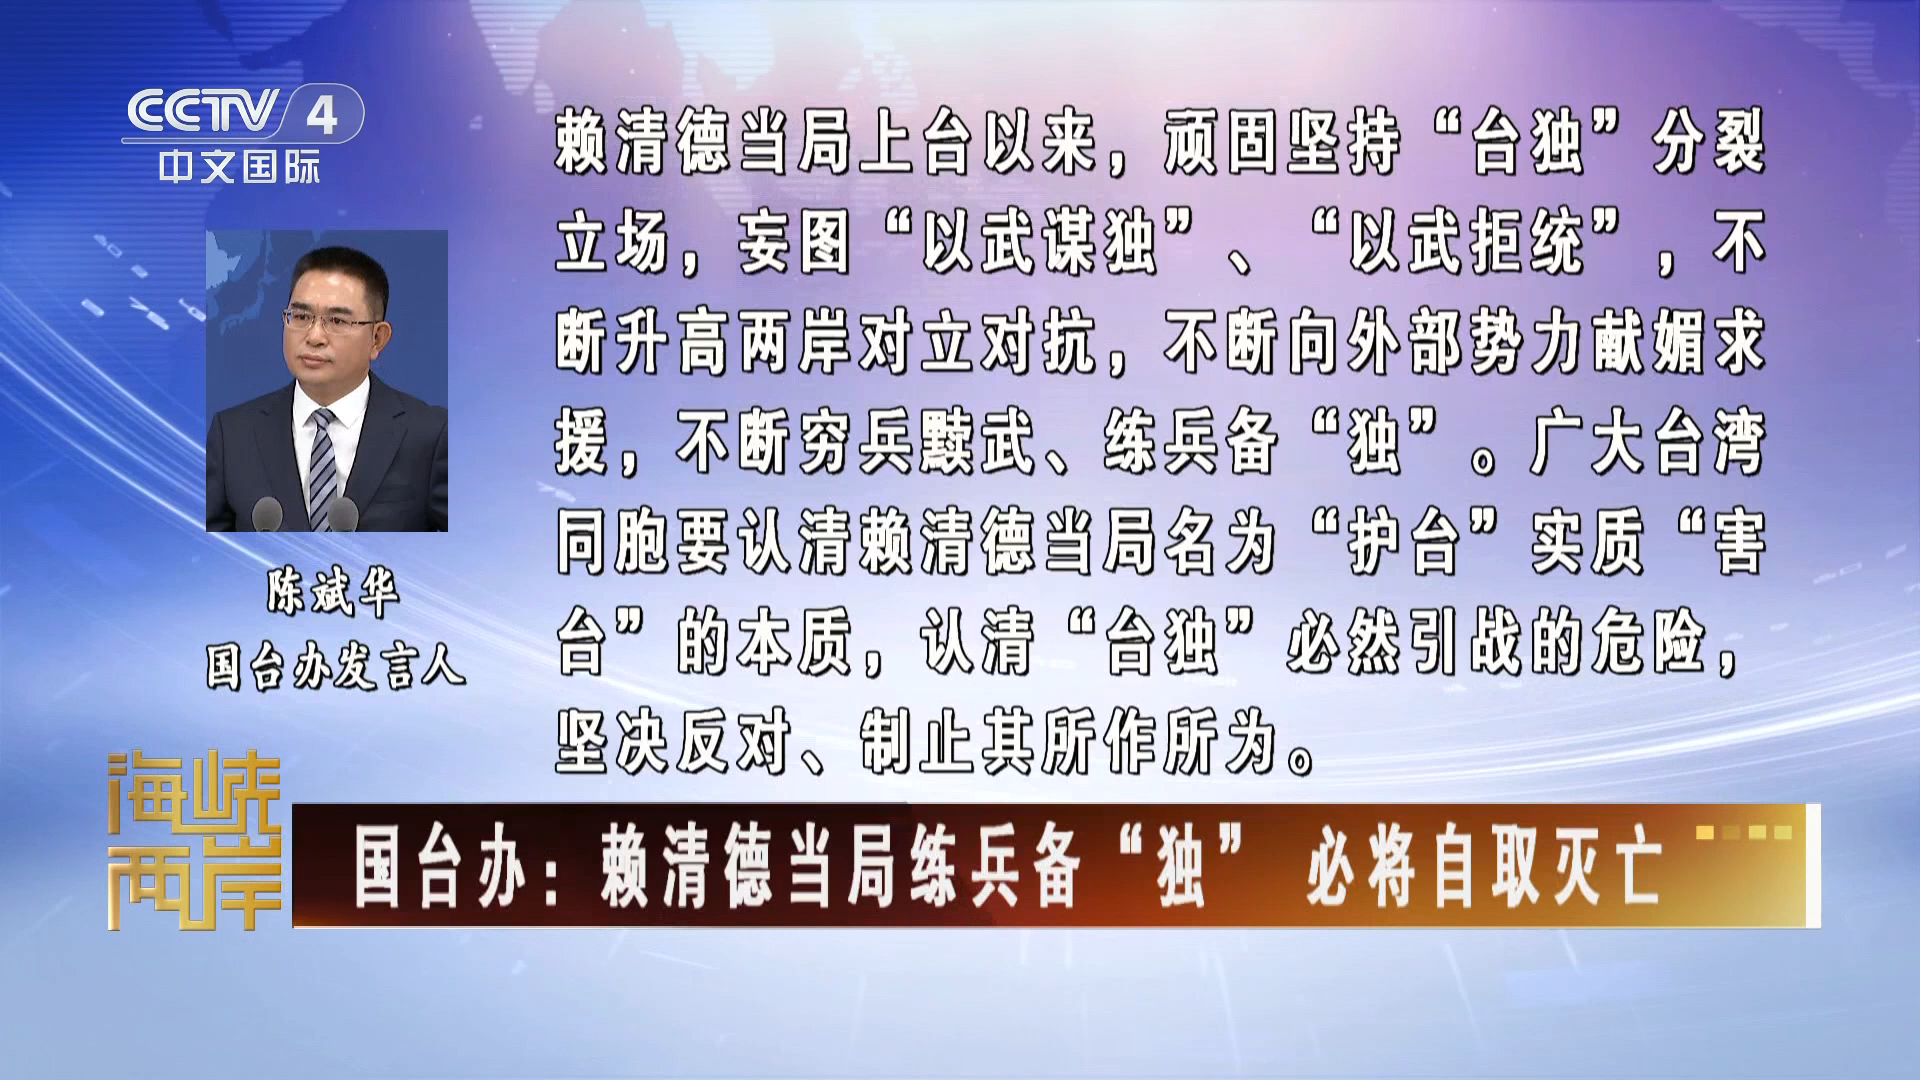 CCTV 4
中文国际
赖清德当局上台以来，顽固坚持“台独”分裂
立场，妄图“以武谋独”、“以武拒统”，不
断升高两岸对立对抗，不断向外部势力献媚求
援，不断穷兵黩武、练兵备“独”。广大台湾
同胞要认清赖清德当局名为“护台”实质“害
台”的本质，认清“台独”必然引战的危险，
坚决反对、制止其所作所为。
陈斌华
国台办发言人
海峡
两岸
国台办：赖清德当局练兵备“独” 必将自取灭亡